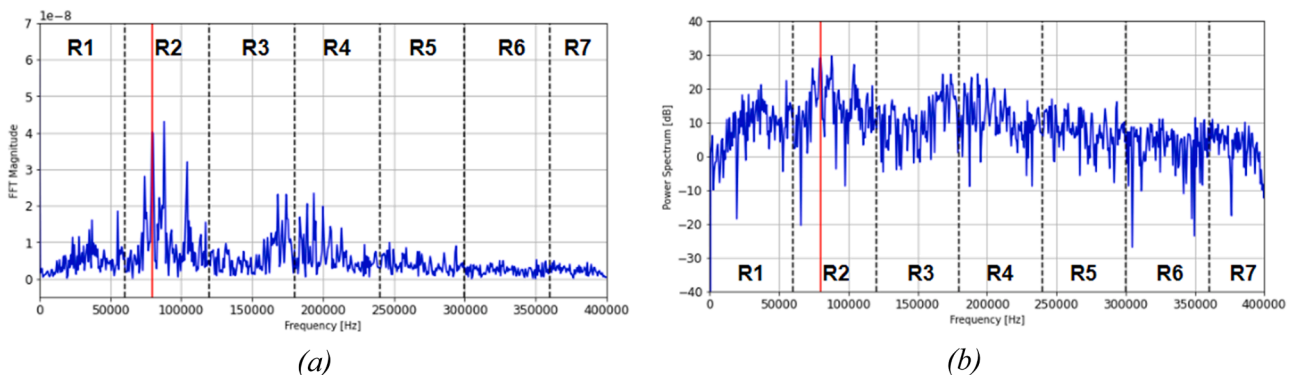 1e−8
7
6
5
4
3
2
1
0
FFT Magnitude
R1 R2 R3 R4 R5 R6 R7
0 50000 100000 150000 200000 250000 300000 350000 400000
Frequency [Hz]
(a)
40
30
20
10
0
−10
−20
−30
−40
Power Spectrum [dB]
R1 R2 R3 R4 R5 R6 R7
0 50000 100000 150000 200000 250000 300000 350000 400000
Frequency [Hz]
(b)